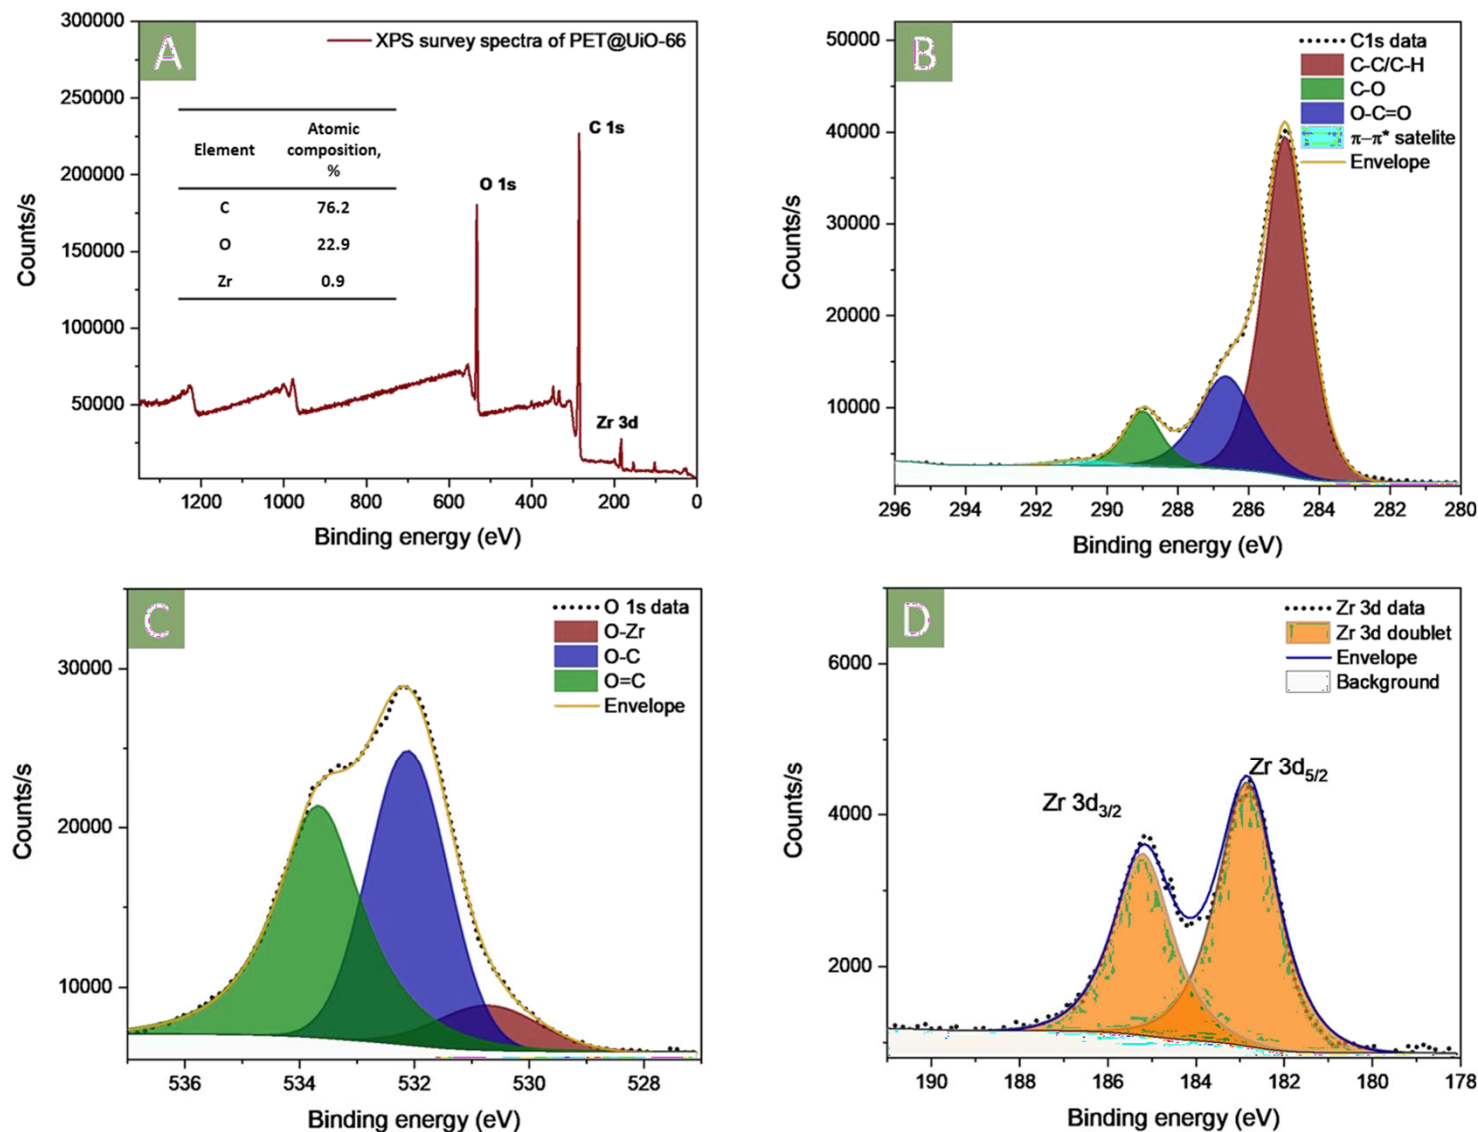 A
XPS survey spectra of PET@UiO-66
Element
Atomic
composition,
%
C
76.2
O
22.9
Zr
0.9
C 1s
O 1s
Zr 3d
300000
250000
200000
150000
100000
50000
Counts/s
1200
1000
800
600
400
200
0
Binding energy (eV)
B
C1s data
C-C/C-H
C-O
O-C=O
π–π* satelite
Envelope
50000
40000
30000
20000
10000
Counts/s
296
294
292
290
288
286
284
282
280
Binding energy (eV)
C
O 1s data
O-Zr
O-C
O=C
Envelope
30000
20000
10000
Counts/s
536
534
532
530
528
Binding energy (eV)
D
Zr 3d data
Zr 3d doublet
Envelope
Background
Zr 3d5/2
Zr 3d3/2
6000
4000
2000
Counts/s
190
188
186
184
182
180
178
Binding energy (eV)